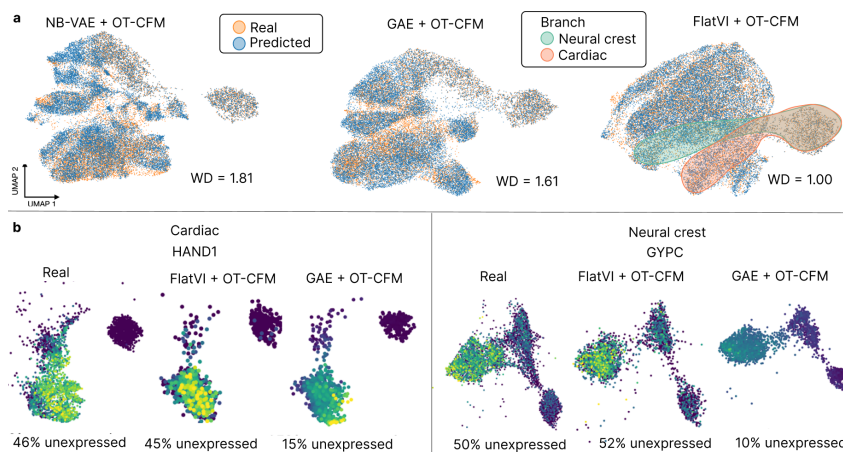 a
NB-VAE + OT-CFM
Real
Predicted
GAE + OT-CFM
Branch
Neural crest
Cardiac
FlatVI + OT-CFM
WD = 1.81
WD = 1.61
WD = 1.00
UMAP 2
UMAP 1
b
Cardiac
HAND1
Real
FlatVI + OT-CFM
GAE + OT-CFM
46% unexpressed
45% unexpressed
15% unexpressed
Neural crest
GYPC
Real
FlatVI + OT-CFM
GAE + OT-CFM
50% unexpressed
52% unexpressed
10% unexpressed